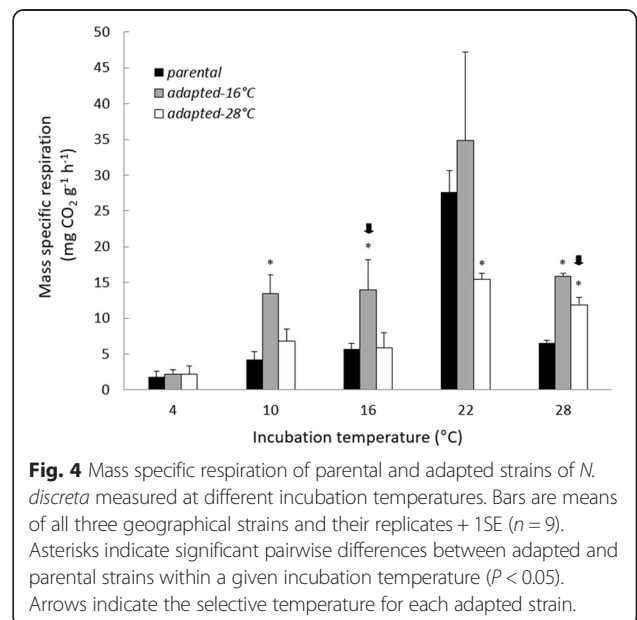 50
45
40
35
30
25
20
15
10
5
0
Mass specific respiration
(mg CO₂ g⁻¹ h⁻¹)
parental
adapted-16°C
adapted-28°C
*
*
*
*
*
4 10 16 22 28
Incubation temperature (°C)
Fig. 4 Mass specific respiration of parental and adapted strains of N.
discreta measured at different incubation temperatures. Bars are means
of all three geographical strains and their replicates + 1SE (n = 9).
Asterisks indicate significant pairwise differences between adapted and
parental strains within a given incubation temperature (P < 0.05).
Arrows indicate the selective temperature for each adapted strain.